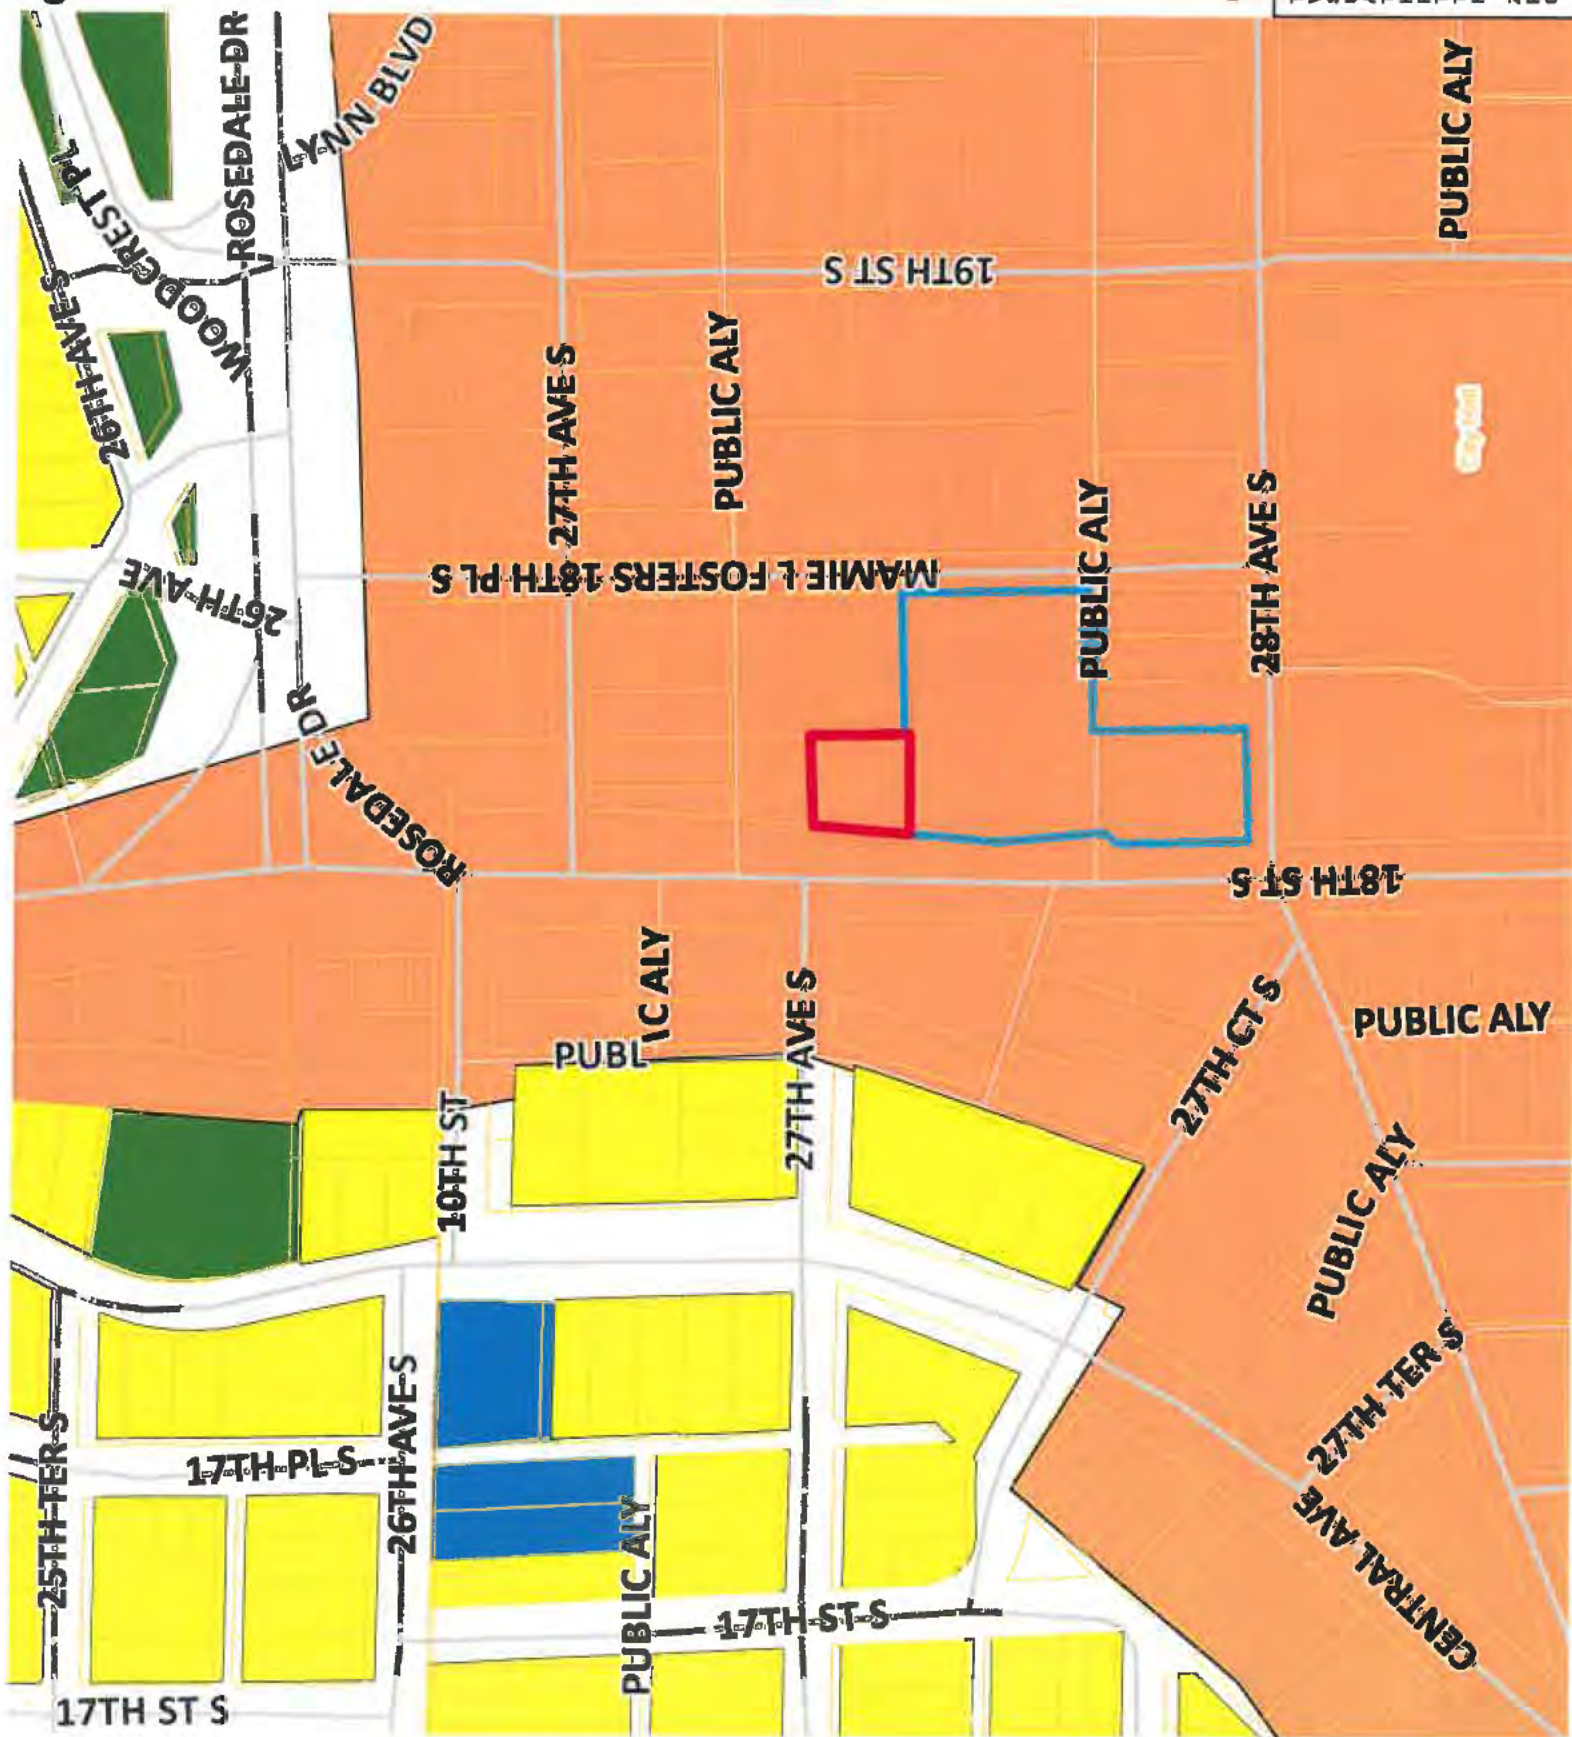 ROSEDALE DR
LYNN BLVD
PUBLIC ALY
WOODCREST PL
26TH AVE S
19TH ST S
27TH AVE S
PUBLIC ALY
City Hall
26TH AVE
MAMIE L FOSTERS 18TH PL S
PUBLIC ALY
28TH AVE S
ROSEDALE DR
18TH ST S
PUBLIC ALY
27TH AVE S
27TH CT S
PUBLIC ALY
10TH ST
PUBLIC ALY
25TH TER S
17TH PL S
26TH AVE S
27TH TER S
PUBLIC ALY
CENTRAL AVE
17TH ST S
17TH ST S